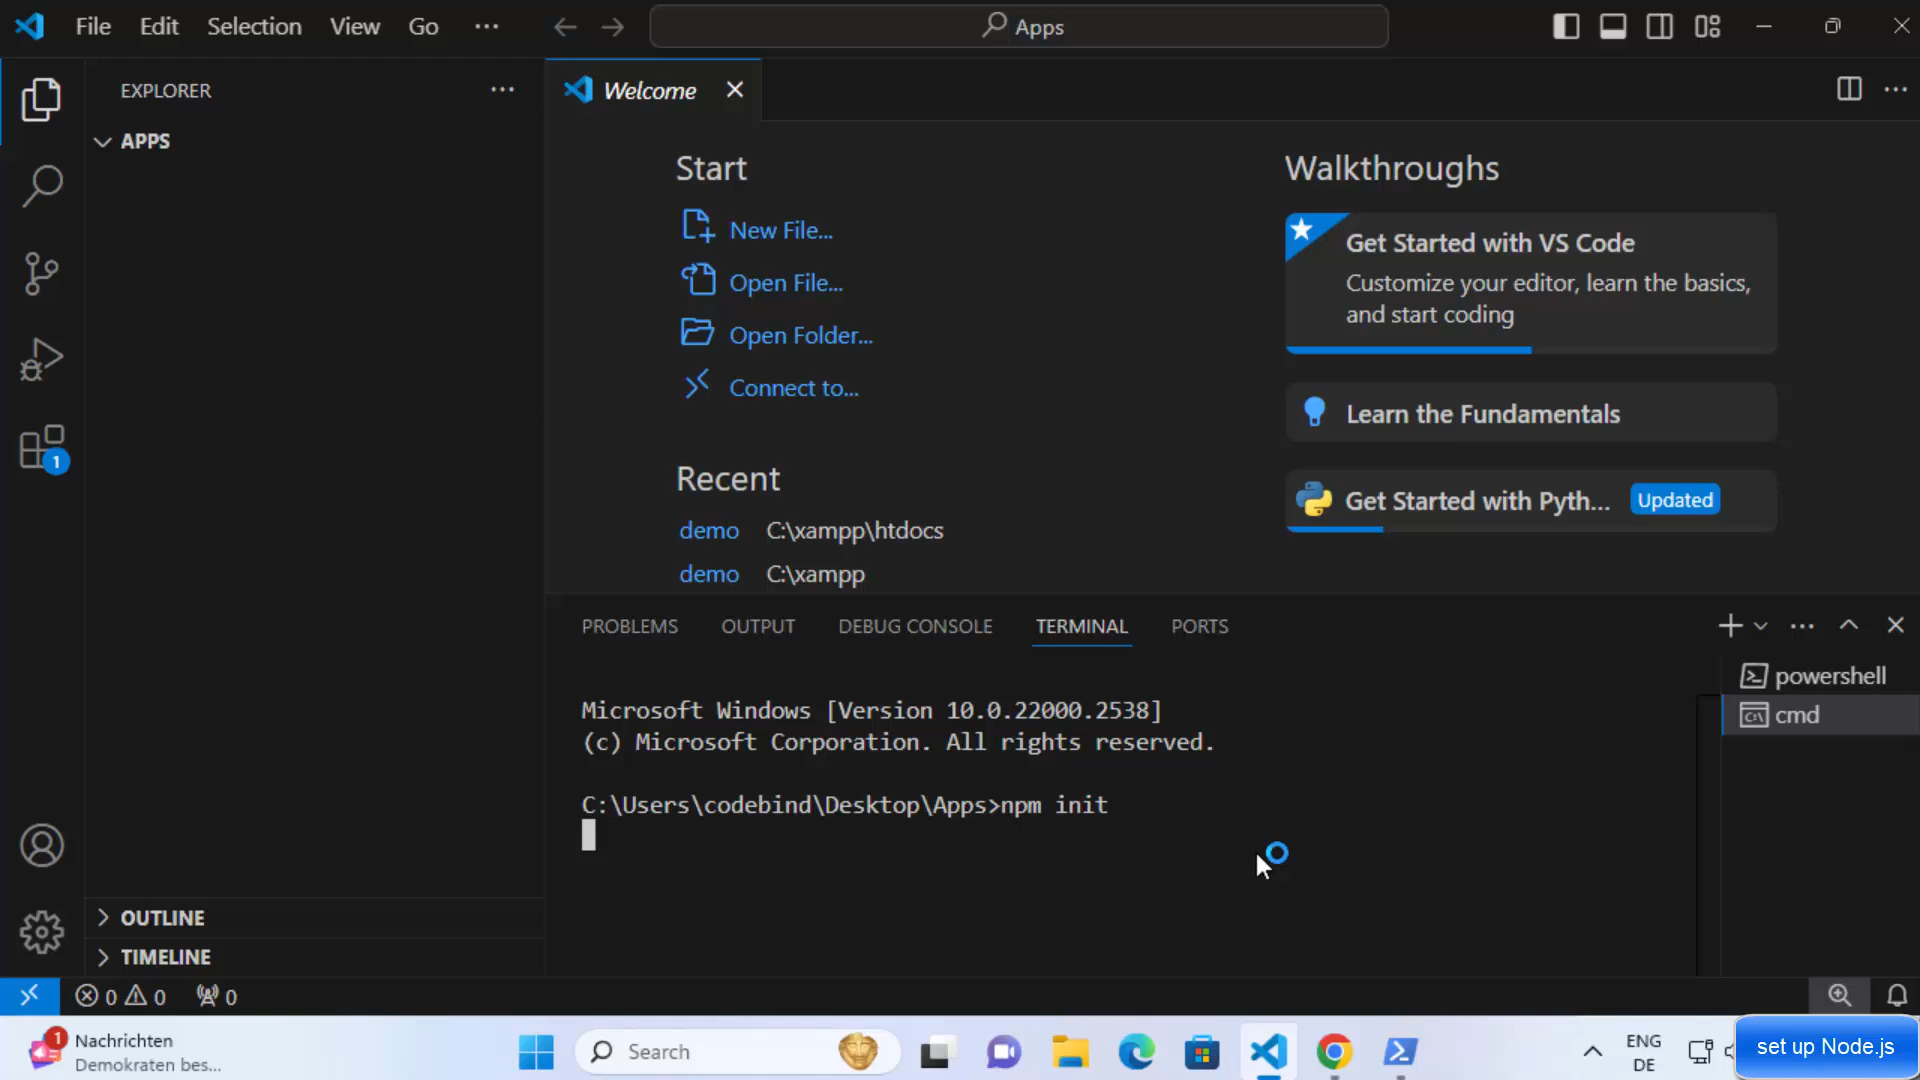 File Edit Selection View Go ···
Apps
EXPLORER ···
APPS
Welcome
Start
New File...
Open File...
Open Folder...
Connect to...
Recent
demo C:\xampp\htdocs
demo C:\xampp
Walkthroughs
Get Started with VS Code
Customize your editor, learn the basics,
and start coding
Learn the Fundamentals
Get Started with Pyth... Updated
1
PROBLEMS OUTPUT DEBUG CONSOLE TERMINAL PORTS
powershell
cmd
Microsoft Windows [Version 10.0.22000.2538]
(c) Microsoft Corporation. All rights reserved.
C:\Users\codebind\Desktop\Apps>npm init
OUTLINE
TIMELINE
0 0 0
1
Nachrichten
Demokraten bes...
Search
ENG
DE
set up Node.js